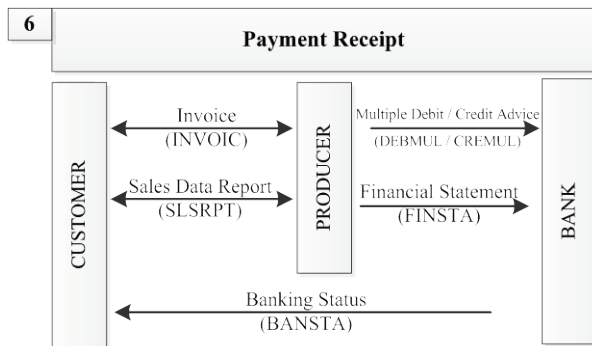 6
Payment Receipt
CUSTOMER
Invoice
(INVOIC)
Sales Data Report
(SLSRPT)
PRODUCER
Multiple Debit / Credit Advice
(DEBMUL / CREMUL)
Financial Statement
(FINSTA)
BANK
Banking Status
(BANSTA)